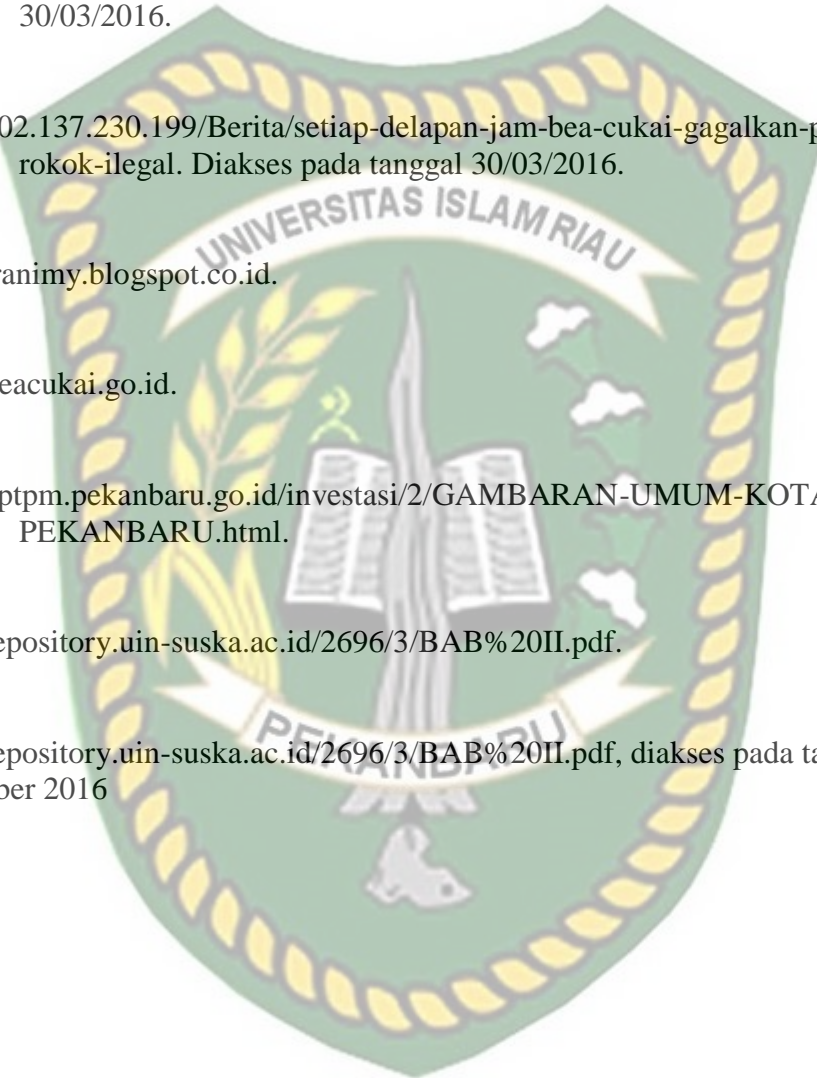 30/03/2016.
02.137.230.199/Berita/setiap-delapan-jam-bea-cukai-gagalkan-p
rokok-ilegal. Diakses pada tanggal 30/03/2016.
UNIVERSITAS ISLAM RIAU
animy.blogspot.co.id.
eacukai.go.id.
ptpm.pekanbaru.go.id/investasi/2/GAMBARAN-UMUM-KOTA
PEKANBARU.html.
epository.uin-suska.ac.id/2696/3/BAB%20II.pdf.
PEKANBARU
epository.uin-suska.ac.id/2696/3/BAB%20II.pdf, diakses pada ta
ber 2016